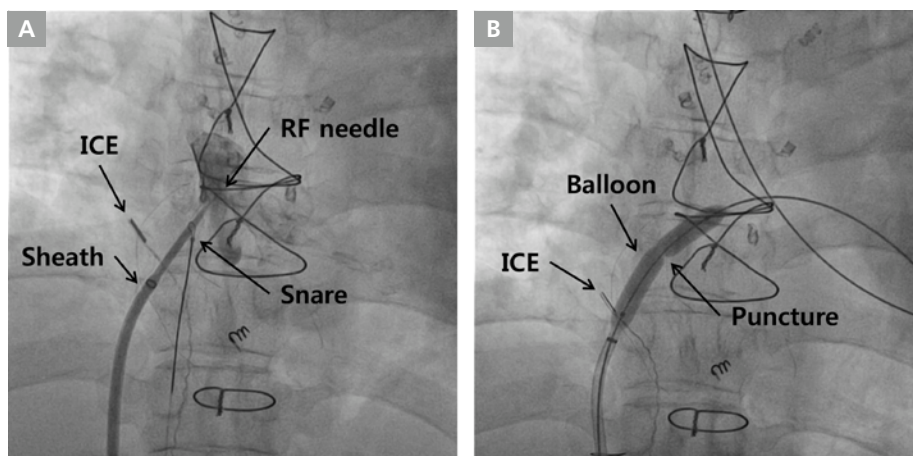 A
ICE
RF needle
Sheath
Snare
B
Balloon
ICE
Puncture